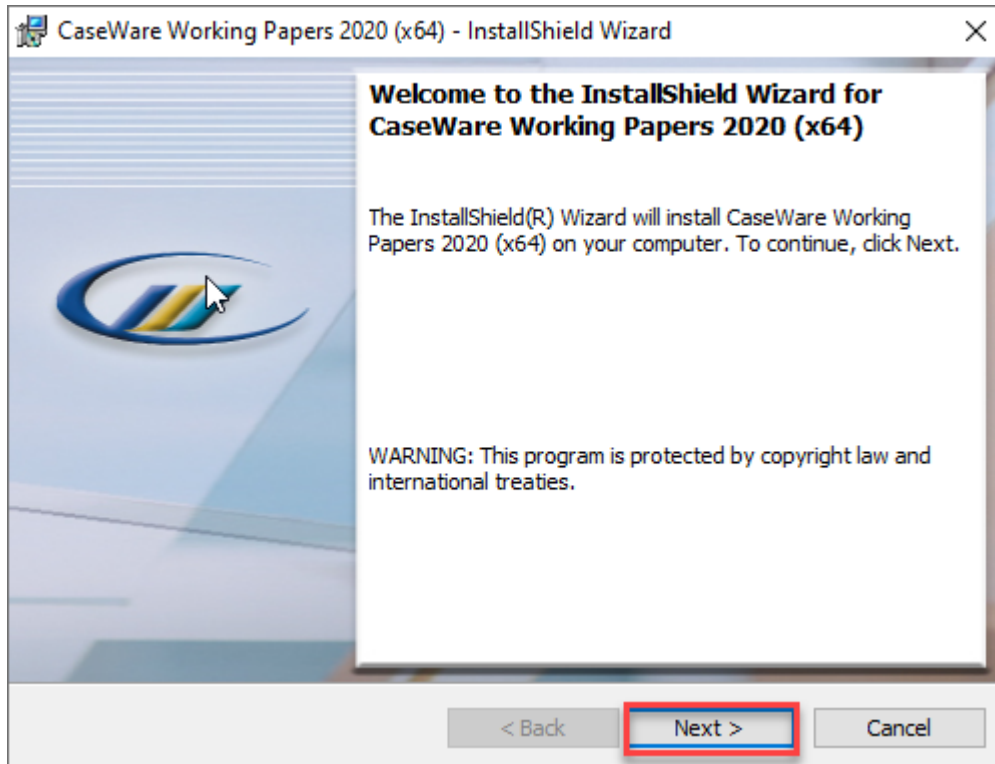 CaseWare Working Papers 2020 (x64) - InstallShield Wizard
Welcome to the InstallShield Wizard for
CaseWare Working Papers 2020 (x64)
The InstallShield(R) Wizard will install CaseWare Working
Papers 2020 (x64) on your computer. To continue, click Next.
WARNING: This program is protected by copyright law and
international treaties.
< Back Next > Cancel